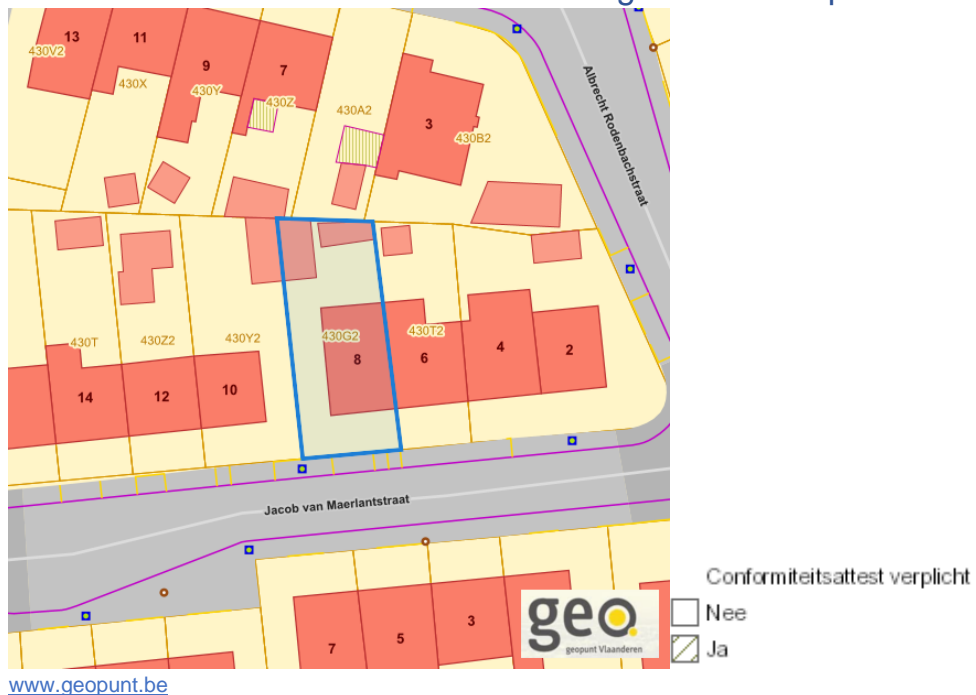 13
11
9
7
430V2
430X
430Y
430Z
430A2
3
430B2
Albrecht Rodenbachstraat
430T
430Z2
430Y2
430G2
430T2
14
12
10
8
6
4
2
Jacob van Maerlantstraat
7
5
3
geo.
geopunt Vlaanderen
Conformiteitsattest verplicht
Nee
Ja
www.geopunt.be